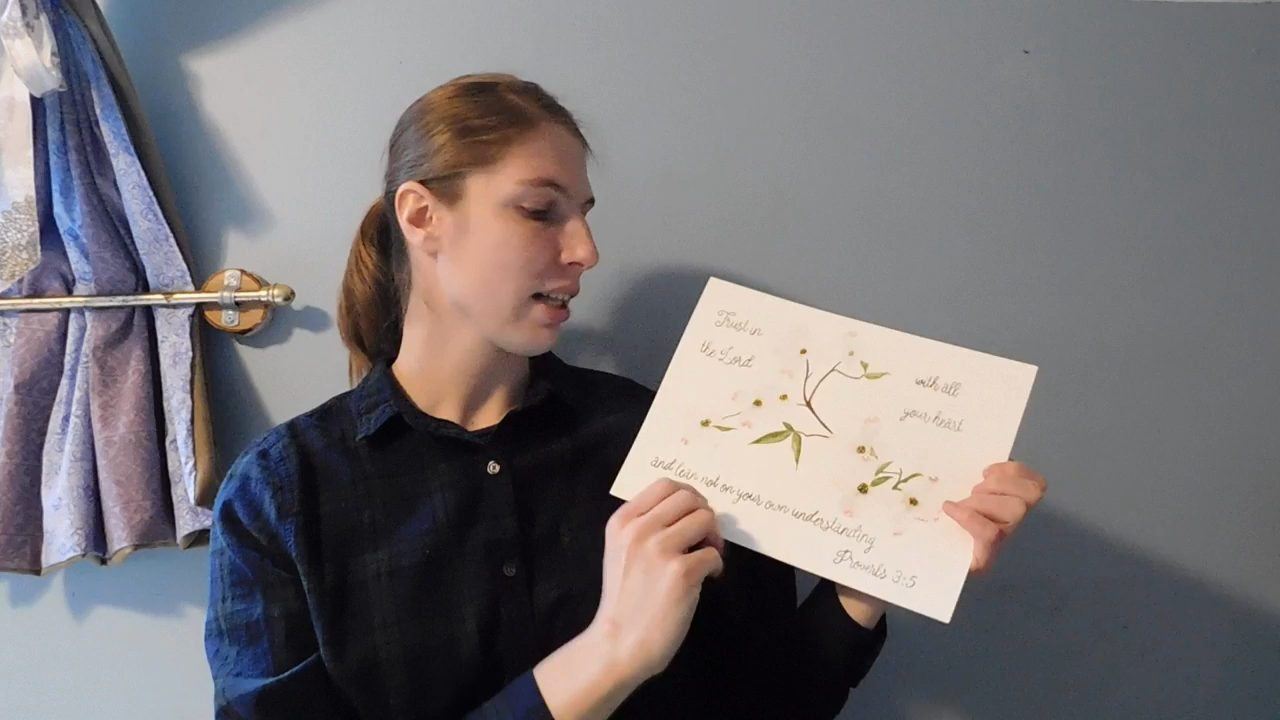 Trust in
the Lord
with all
your heart
and lean not on your own understanding
Proverbs 3:5